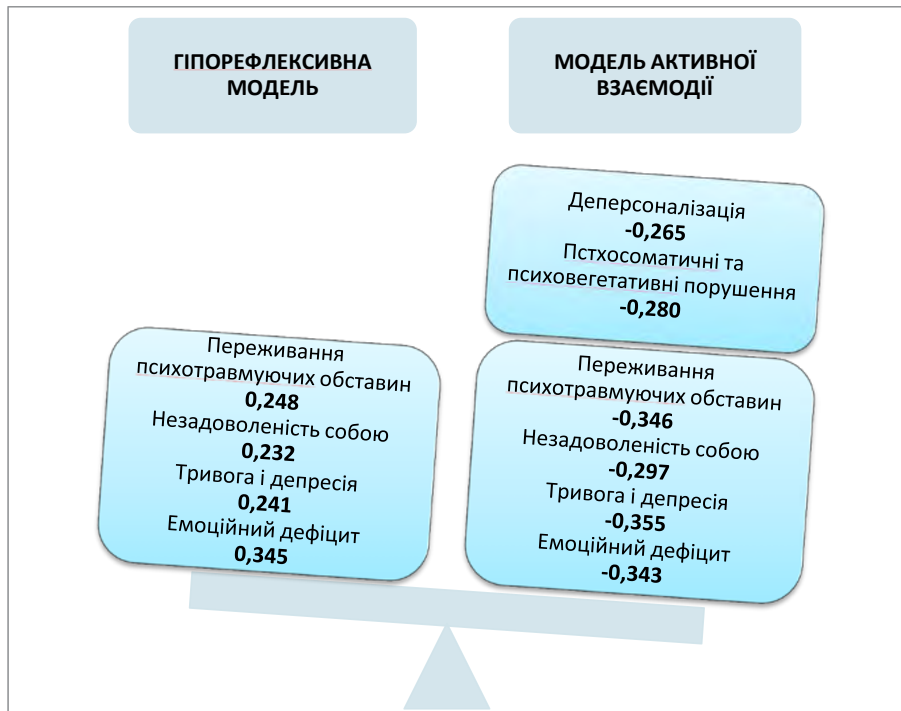 ГІПОРЕФЛЕКСИВНА
МОДЕЛЬ
МОДЕЛЬ АКТИВНОЇ
ВЗАЄМОДІЇ
Деперсоналізація
-0,265
Пстхосоматичні та
психовегетативні порушення
-0,280
Переживання
психотравмуючих обставин
0,248
Незадоволеність собою
0,232
Тривога і депресія
0,241
Емоційний дефіцит
0,345
Переживання
психотравмуючих обставин
-0,346
Незадоволеність собою
-0,297
Тривога і депресія
-0,355
Емоційний дефіцит
-0,343